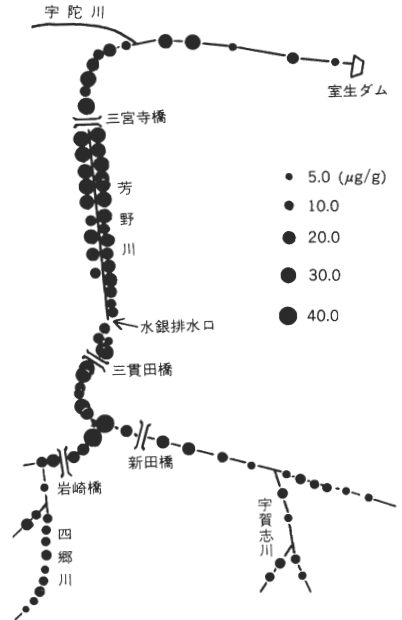 宇陀川
室生ダム
三宮寺橋
芳野川
5.0 (μg/g)
10.0
20.0
30.0
40.0
水銀排水口
三貫田橋
新田橋
岩崎橋
宇賀志川
四郷川